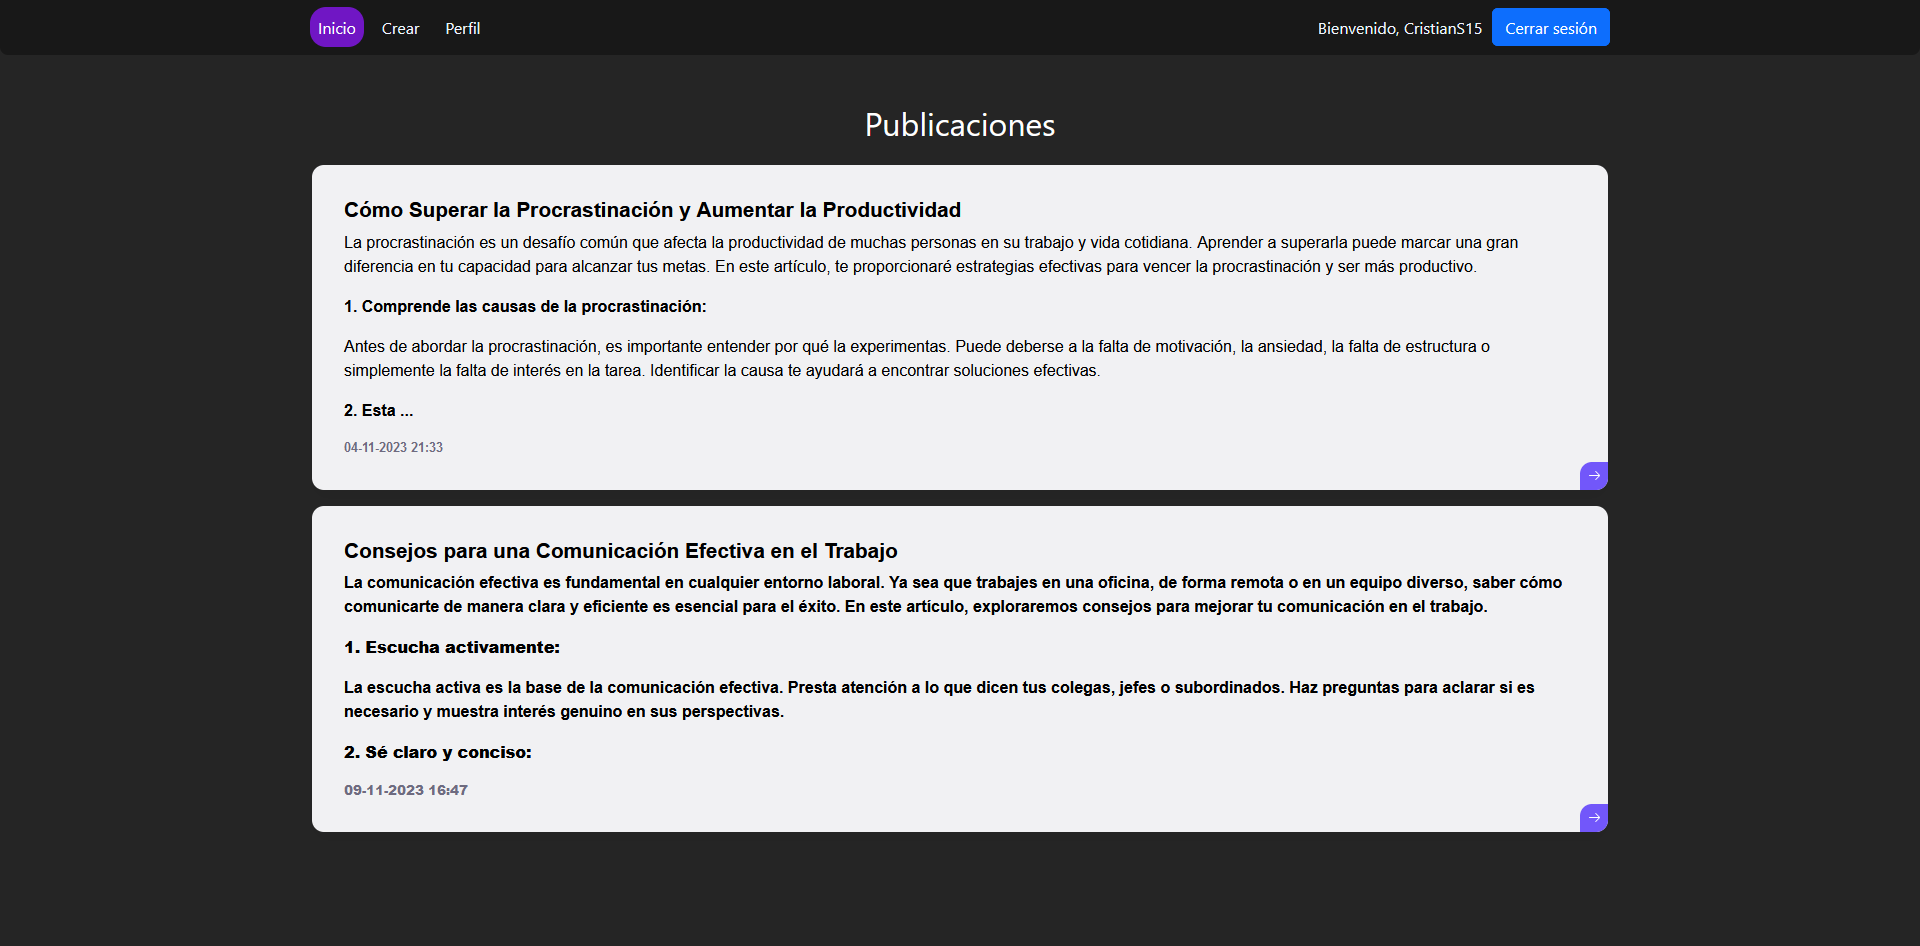 Inicio Crear Perfil Bienvenido, CristianS15 Cerrar sesión
Publicaciones
Cómo Superar la Procrastinación y Aumentar la Productividad
La procrastinación es un desafío común que afecta la productividad de muchas personas en su trabajo y vida cotidiana. Aprender a superarla puede marcar una gran
diferencia en tu capacidad para alcanzar tus metas. En este artículo, te proporcionaré estrategias efectivas para vencer la procrastinación y ser más productivo.
1. Comprende las causas de la procrastinación:
Antes de abordar la procrastinación, es importante entender por qué la experimentas. Puede deberse a la falta de motivación, la ansiedad, la falta de estructura o
simplemente la falta de interés en la tarea. Identificar la causa te ayudará a encontrar soluciones efectivas.
2. Esta ...
04-11-2023 21:33
Consejos para una Comunicación Efectiva en el Trabajo
La comunicación efectiva es fundamental en cualquier entorno laboral. Ya sea que trabajes en una oficina, de forma remota o en un equipo diverso, saber cómo
comunicarte de manera clara y eficiente es esencial para el éxito. En este artículo, exploraremos consejos para mejorar tu comunicación en el trabajo.
1. Escucha activamente:
La escucha activa es la base de la comunicación efectiva. Presta atención a lo que dicen tus colegas, jefes o subordinados. Haz preguntas para aclarar si es
necesario y muestra interés genuino en sus perspectivas.
2. Sé claro y conciso:
09-11-2023 16:47